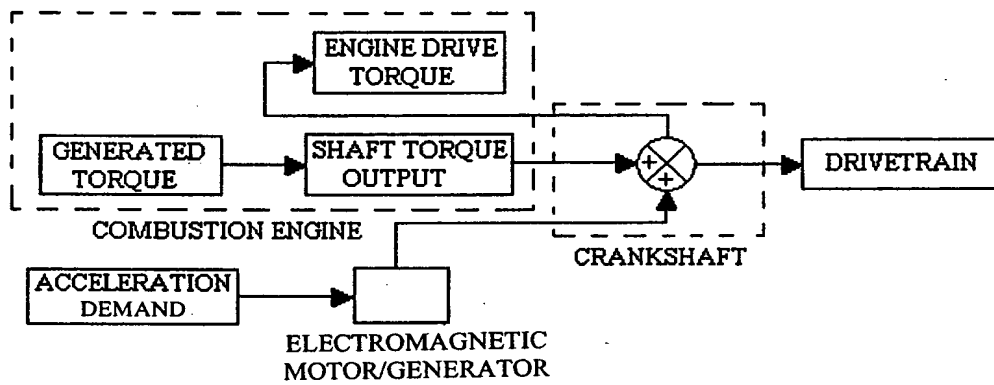 ENGINE DRIVE
TORQUE
GENERATED
TORQUE
SHAFT TORQUE
OUTPUT
+
+
DRIVETRAIN
COMBUSTION ENGINE
CRANKSHAFT
ACCELERATION
DEMAND
ELECTROMAGNETIC
MOTOR/GENERATOR